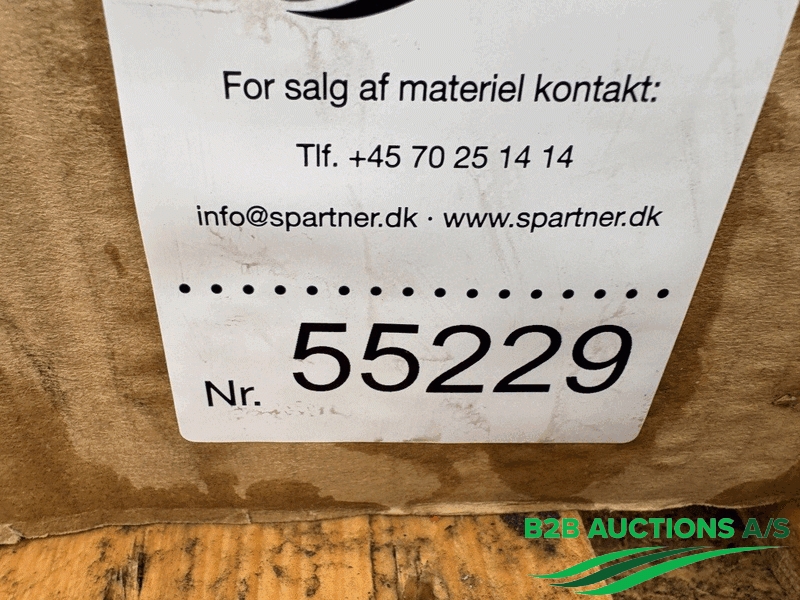 For salg af materiel kontakt:
Tlf. +45 70 25 14 14
info@spartner.dk · www.spartner.dk
Nr. 55229
B2B AUCTIONS A/S